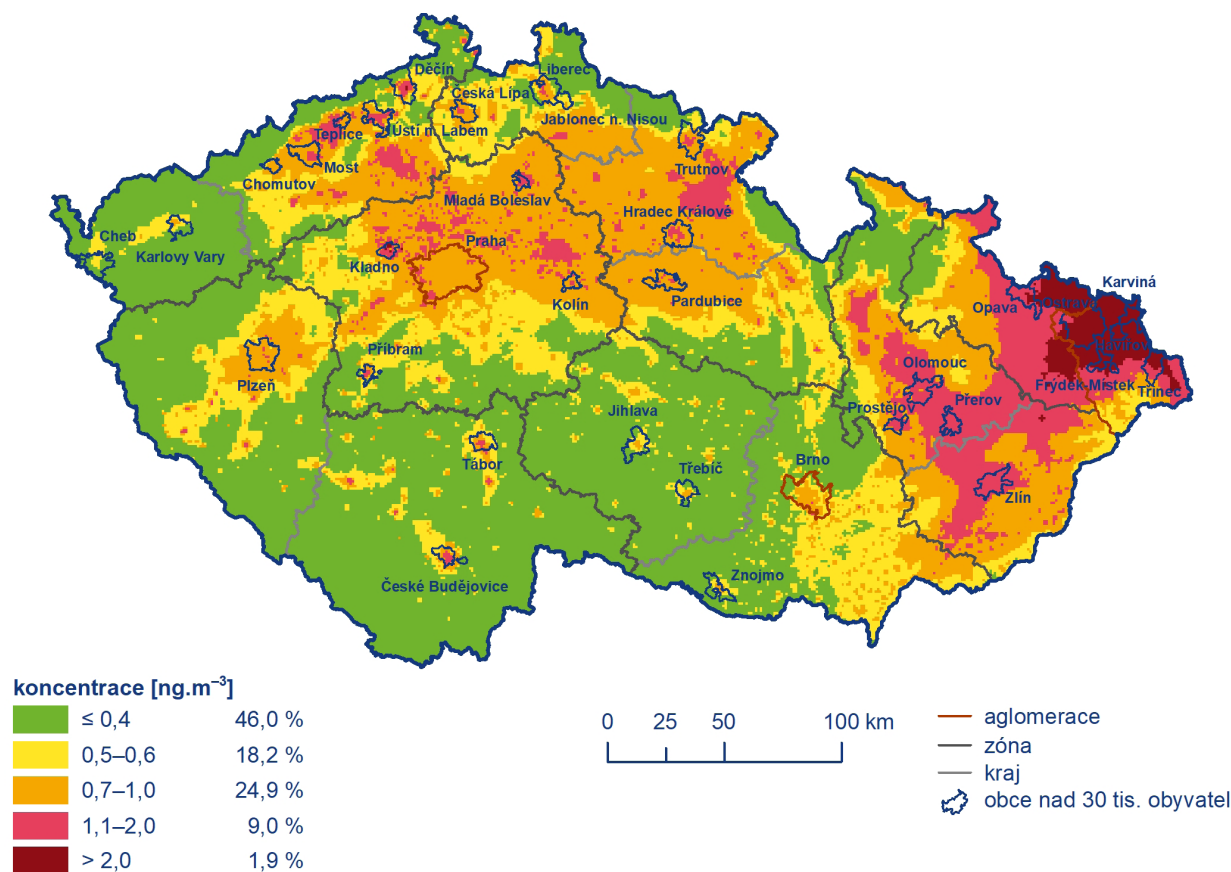 Děčín
Liberec
Česká Lípa
Jablonec n. Nisou
Teplice
Ústí n. Labem
Most
Trutnov
Chomutov
Mladá Boleslav
Hradec Králové
Cheb
Praha
Karlovy Vary
Kladno
Karviná
Kolín
Pardubice
Opava
Ostrava
Havířov
Příbram
Olomouc
Plzeň
Frýdek-Místek
Třinec
Prostějov
Přerov
Jihlava
Tábor
Třebíč
Brno
Zlín
Znojmo
České Budějovice
koncentrace [ng.m⁻³]
≤ 0,4 46,0 %
0,5–0,6 18,2 %
0,7–1,0 24,9 %
1,1–2,0 9,0 %
> 2,0 1,9 %
0 25 50 100 km
aglomerace
zóna
kraj
obce nad 30 tis. obyvatel